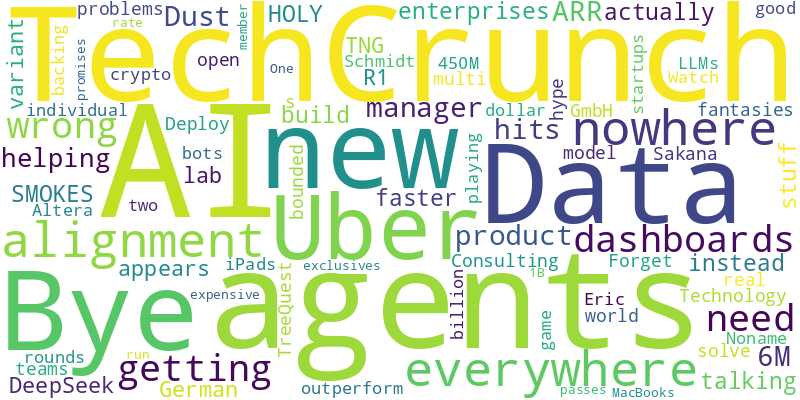 problems
Dust
HOLY
enterprises
ARR
actually
good
TechCrunch
variant
backing
promises
rate
crypto
open
member
TNG
Schmidt
R1
450M
multi
LLMs
Watch
startups
individual
wrong
Deploy
bots
s
build
manager
dollar
hype
GmbH
fantasies
hits
nowhere
helping
lab
AI
new
two
bounded
faster
playing
Data
model
Sakana
stuff
SMOKES
Altera
alignment
Uber
product
dashboards
appears
iPads
exclusives
Consulting
Forget
instead
1B
real
Bye
agents
expensive
TreeQuest
billion
Eric
world
Technology
need
game
Noname
rounds
run
teams
getting
everywhere
solve
6M
DeepSeek
German
outperform
passes
MacBooks
talking
One